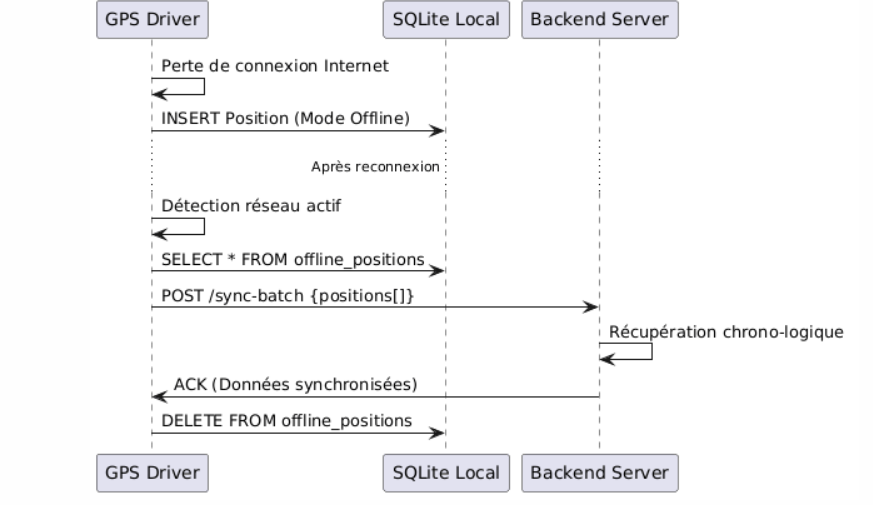 GPS Driver
SQLite Local
Backend Server
Perte de connexion Internet
INSERT Position (Mode Offline)
Après reconnexion
Détection réseau actif
SELECT * FROM offline_positions
POST /sync-batch {positions[]}
Récupération chrono-logique
ACK (Données synchronisées)
DELETE FROM offline_positions
GPS Driver
SQLite Local
Backend Server